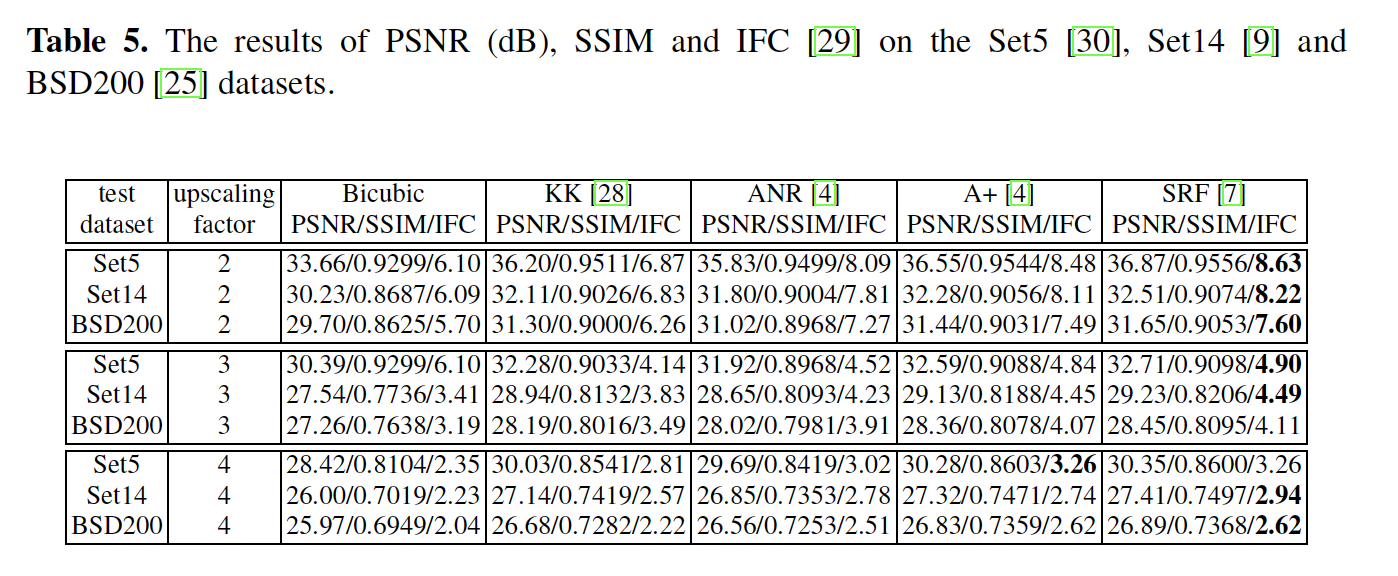 Table 5. The results of PSNR (dB), SSIM and IFC [29] on the Set5 [30], Set14 [9] and
BSD200 [25] datasets.
test upscaling Bicubic KK [28] ANR [4] A+ [4] SRF [7]
dataset factor PSNR/SSIM/IFC PSNR/SSIM/IFC PSNR/SSIM/IFC PSNR/SSIM/IFC PSNR/SSIM/IFC
Set5 2 33.66/0.9299/6.10 36.20/0.9511/6.87 35.83/0.9499/8.09 36.55/0.9544/8.48 36.87/0.9556/8.63
Set14 2 30.23/0.8687/6.09 32.11/0.9026/6.83 31.80/0.9004/7.81 32.28/0.9056/8.11 32.51/0.9074/8.22
BSD200 2 29.70/0.8625/5.70 31.30/0.9000/6.26 31.02/0.8968/7.27 31.44/0.9031/7.49 31.65/0.9053/7.60
Set5 3 30.39/0.9299/6.10 32.28/0.9033/4.14 31.92/0.8968/4.52 32.59/0.9088/4.84 32.71/0.9098/4.90
Set14 3 27.54/0.7736/3.41 28.94/0.8132/3.83 28.65/0.8093/4.23 29.13/0.8188/4.45 29.23/0.8206/4.49
BSD200 3 27.26/0.7638/3.19 28.19/0.8016/3.49 28.02/0.7981/3.91 28.36/0.8078/4.07 28.45/0.8095/4.11
Set5 4 28.42/0.8104/2.35 30.03/0.8541/2.81 29.69/0.8419/3.02 30.28/0.8603/3.26 30.35/0.8600/3.26
Set14 4 26.00/0.7019/2.23 27.14/0.7419/2.57 26.85/0.7353/2.78 27.32/0.7471/2.74 27.41/0.7497/2.94
BSD200 4 25.97/0.6949/2.04 26.68/0.7282/2.22 26.56/0.7253/2.51 26.83/0.7359/2.62 26.89/0.7368/2.62